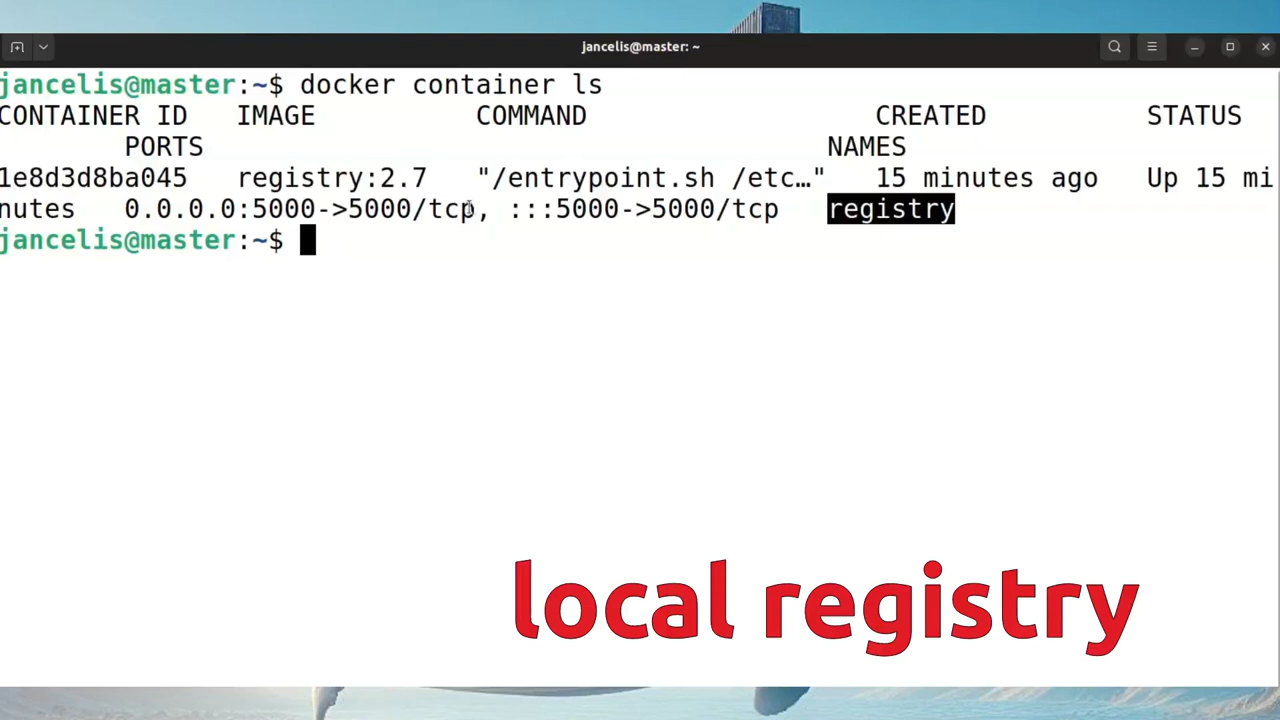 jancelis@master: ~
jancelis@master:~$ docker container ls
CONTAINER ID   IMAGE          COMMAND                  CREATED          STATUS
        PORTS                                       NAMES
1e8d3d8ba045   registry:2.7   "/entrypoint.sh /etc…"   15 minutes ago   Up 15 mi
nutes   0.0.0.0:5000->5000/tcp, :::5000->5000/tcp   registry
jancelis@master:~$
local registry